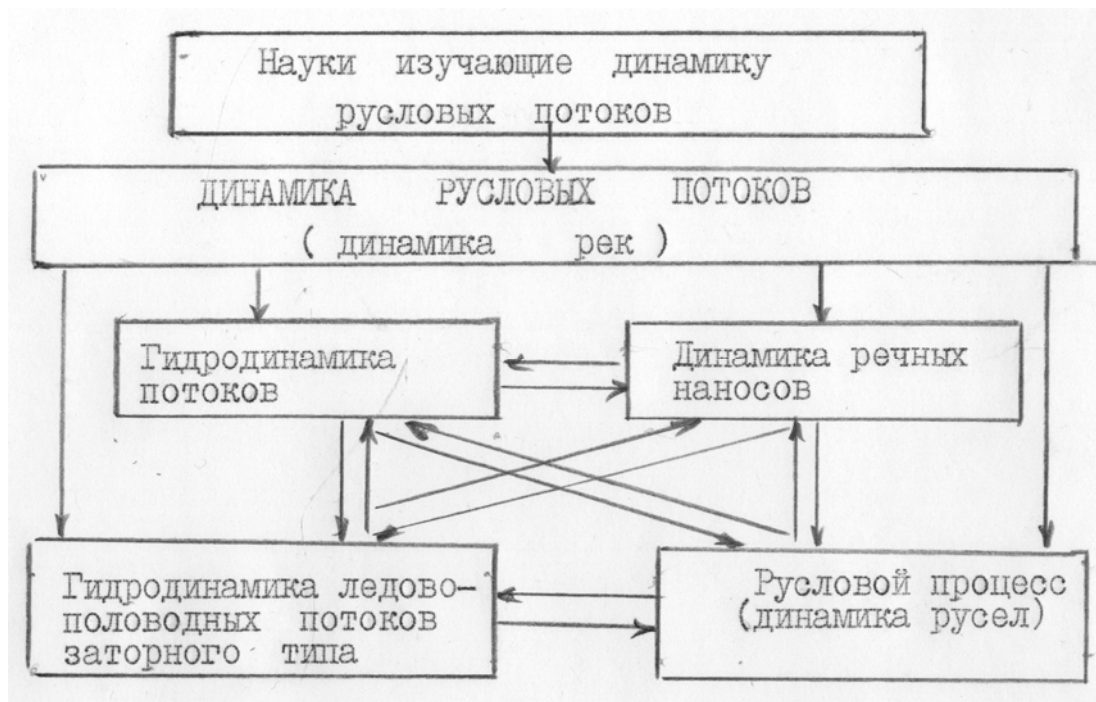 Науки изучающие динамику
русловых потоков
ДИНАМИКА РУСЛОВЫХ ПОТОКОВ
( динамика рек )
Гидродинамика
потоков
Динамика речных
наносов
Гидродинамика ледово-
половодных потоков
заторного типа
Русловой процесс
(динамика русел)